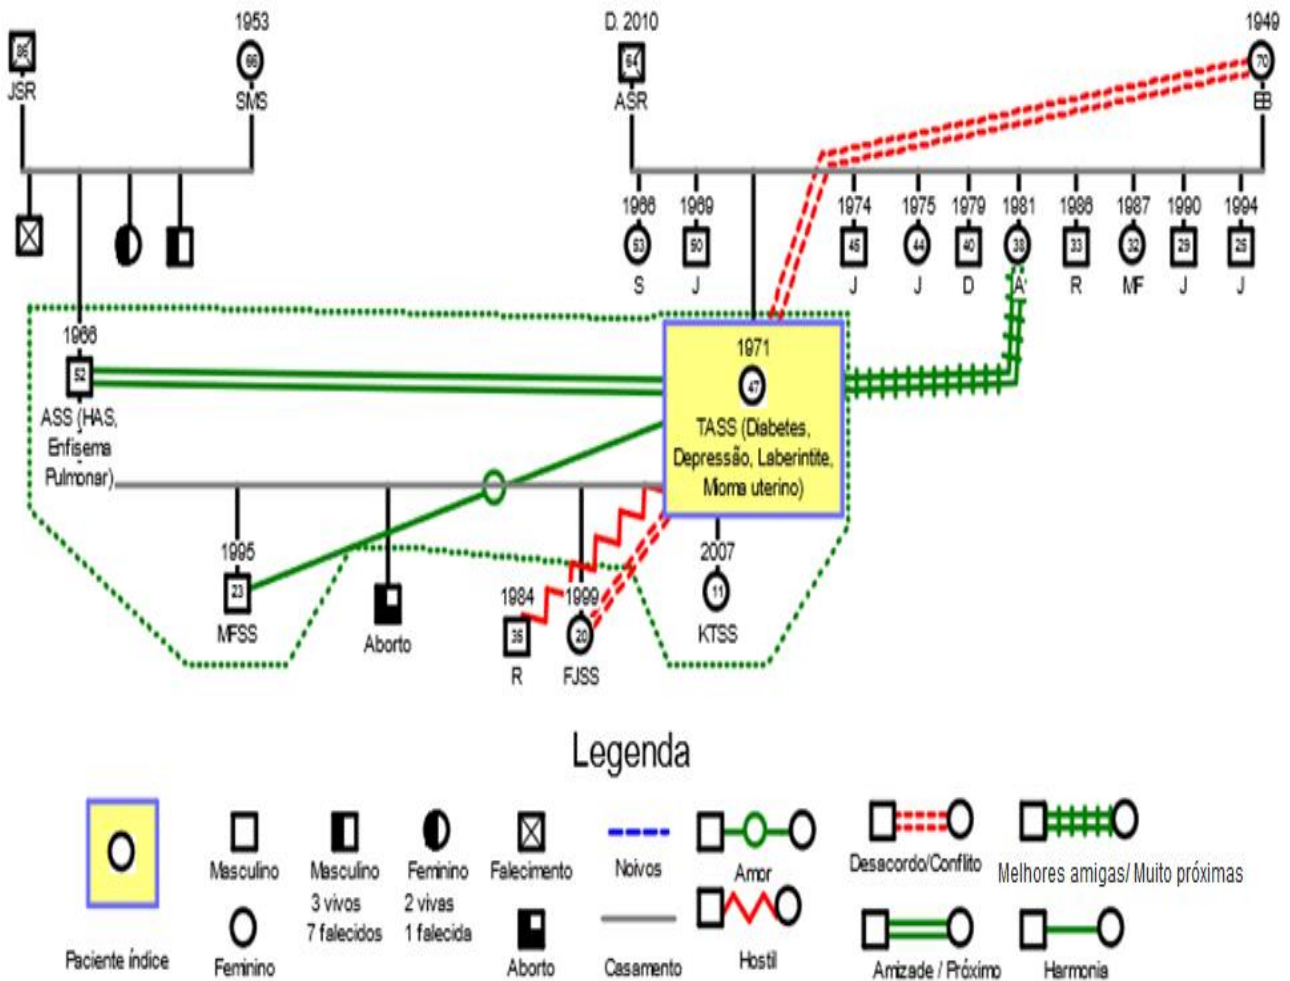 1953
D. 2010
1949
86
66
64
70
JSR
SMS
ASR
EB
1966 1969 1974 1975 1979 1981 1986 1987 1990 1994
53 50 45 44 40 38 33 32 29 25
S J J J D A R MF J J
1966
1971
52
47
ASS (HAS,
Enfisema
Pulmonar)
TASS (Diabetes,
Depressão, Laberintite,
Mioma uterino)
1995
2007
23
1984 1999
11
MFSS
Aborto
35
20
KTSS
R
FJSS
Legenda
Masculino
Masculino
Feminino
Falecimento
Noivos
Amor
Desacordo/Conflito
Melhores amigas/ Muito próximas
3 vivos
2 vivas
7 falecidos
1 falecida
Paciente índice
Feminino
Aborto
Casamento
Hostil
Amizade / Próximo
Harmonia